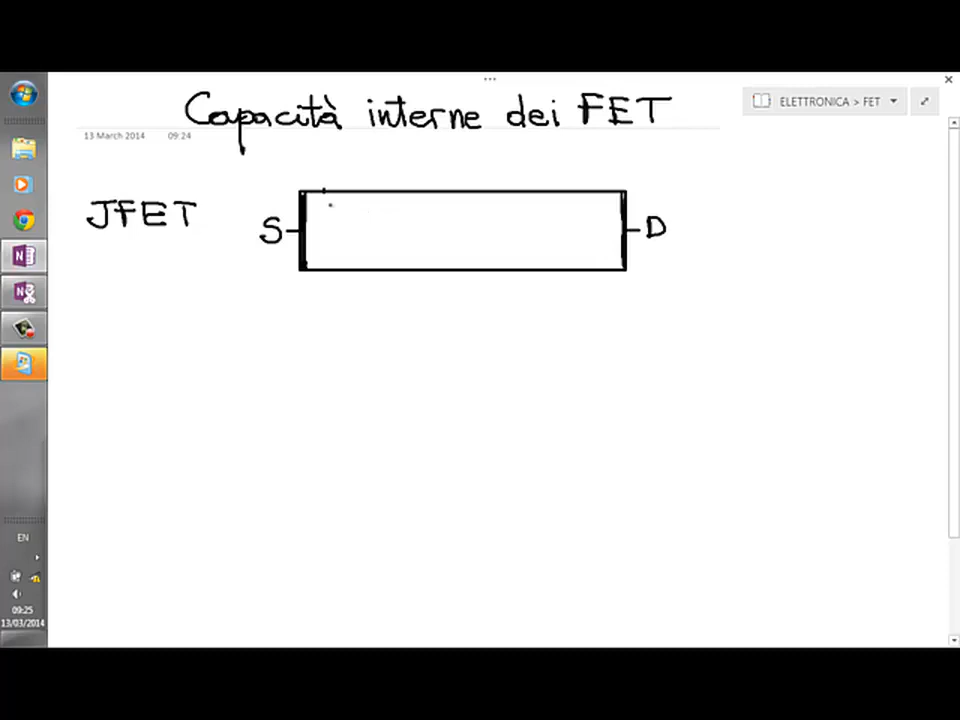 Capacità interne dei FET
ELETTRONICA > FET
13 March 2014 09:24
JFET
S
D
EN
09:25
13/03/2014